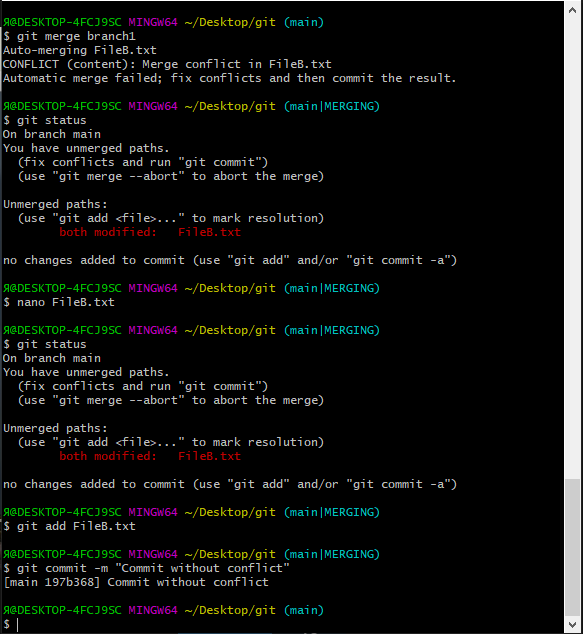 Я@DESKTOP-4FCJ9SC MINGW64 ~/Desktop/git (main)
$ git merge branch1
Auto-merging FileB.txt
CONFLICT (content): Merge conflict in FileB.txt
Automatic merge failed; fix conflicts and then commit the result.
Я@DESKTOP-4FCJ9SC MINGW64 ~/Desktop/git (main|MERGING)
$ git status
On branch main
You have unmerged paths.
  (fix conflicts and run "git commit")
  (use "git merge --abort" to abort the merge)
Unmerged paths:
  (use "git add <file>..." to mark resolution)
        both modified:   FileB.txt
no changes added to commit (use "git add" and/or "git commit -a")
Я@DESKTOP-4FCJ9SC MINGW64 ~/Desktop/git (main|MERGING)
$ nano FileB.txt
Я@DESKTOP-4FCJ9SC MINGW64 ~/Desktop/git (main|MERGING)
$ git status
On branch main
You have unmerged paths.
  (fix conflicts and run "git commit")
  (use "git merge --abort" to abort the merge)
Unmerged paths:
  (use "git add <file>..." to mark resolution)
        both modified:   FileB.txt
no changes added to commit (use "git add" and/or "git commit -a")
Я@DESKTOP-4FCJ9SC MINGW64 ~/Desktop/git (main|MERGING)
$ git add FileB.txt
Я@DESKTOP-4FCJ9SC MINGW64 ~/Desktop/git (main|MERGING)
$ git commit -m "Commit without conflict"
[main 197b368] Commit without conflict
Я@DESKTOP-4FCJ9SC MINGW64 ~/Desktop/git (main)
$